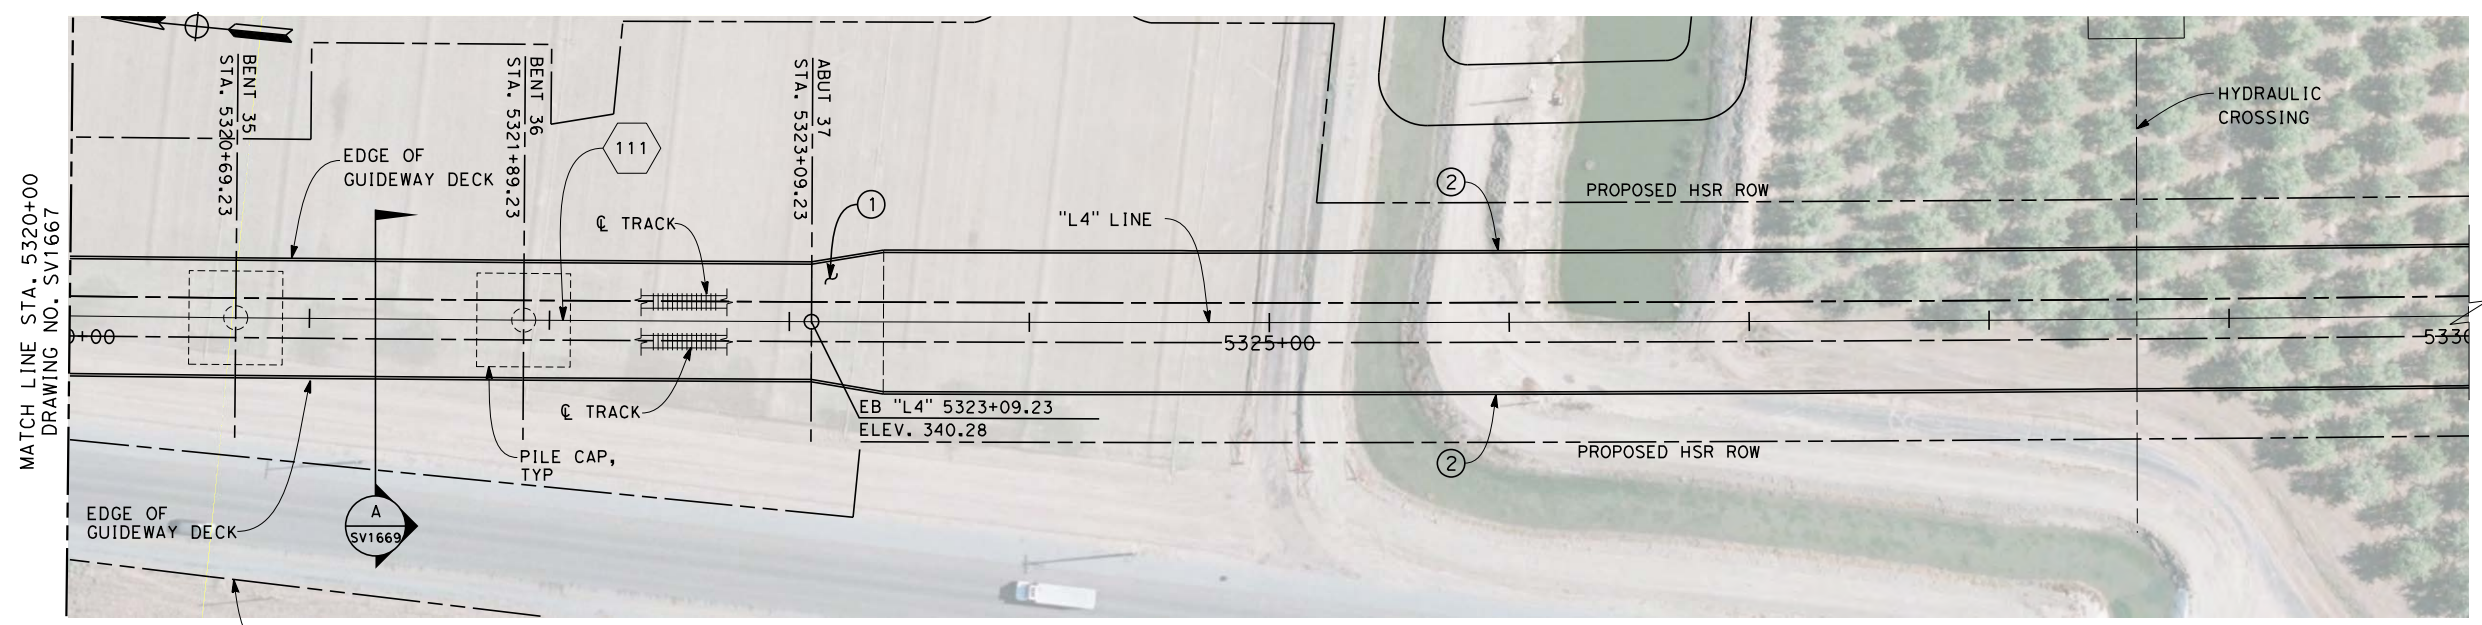 MATCH LINE STA. 5320+00
DRAWING NO. SV1667
BENT 35
STA. 5320+69.23
BENT 36
STA. 5321+89.23
ABUT 37
STA. 5323+09.23
EDGE OF
GUIDEWAY DECK
111
1
℄ TRACK
"L4" LINE
2
PROPOSED HSR ROW
HYDRAULIC
CROSSING
0+00
5325+00
5330
℄ TRACK
EB "L4" 5323+09.23
ELEV. 340.28
PILE CAP,
TYP
2
PROPOSED HSR ROW
EDGE OF
GUIDEWAY DECK
A
SV1669